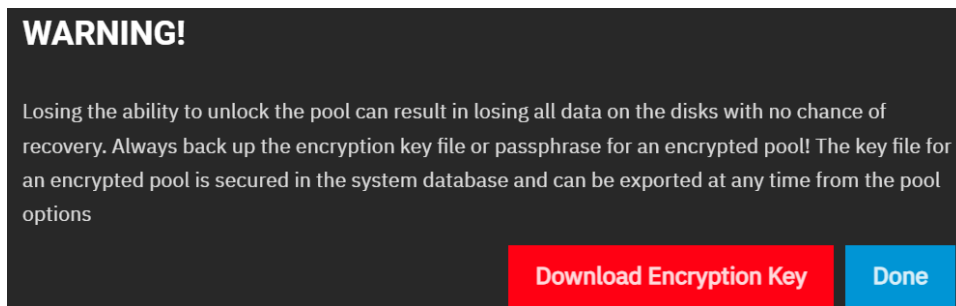 WARNING!
Losing the ability to unlock the pool can result in losing all data on the disks with no chance of
recovery. Always back up the encryption key file or passphrase for an encrypted pool! The key file for
an encrypted pool is secured in the system database and can be exported at any time from the pool
options
Download Encryption Key
Done